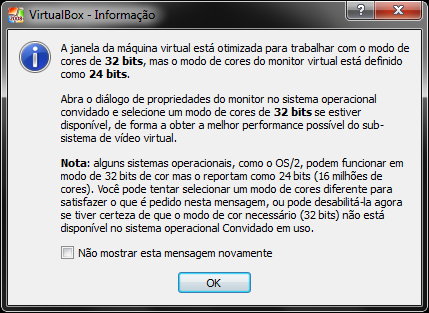 VirtualBox - Informação
A janela da máquina virtual está otimizada para trabalhar com o modo de
cores de 32 bits, mas o modo de cores do monitor virtual está definido
como 24 bits.
Abra o diálogo de propriedades do monitor no sistema operacional
convidado e selecione um modo de cores de 32 bits se estiver
disponível, de forma a obter a melhor performance possível do sub-
sistema de vídeo virtual.
Nota: alguns sistemas operacionais, como o OS/2, podem funcionar em
modo de 32 bits de cor mas o reportam como 24 bits (16 milhões de
cores). Você pode tentar selecionar um modo de cores diferente para
satisfazer o que é pedido nesta mensagem, ou pode desabilitá-la agora
se tiver certeza de que o modo de cor necessário (32 bits) não está
disponível no sistema operacional Convidado em uso.
Não mostrar esta mensagem novamente
OK